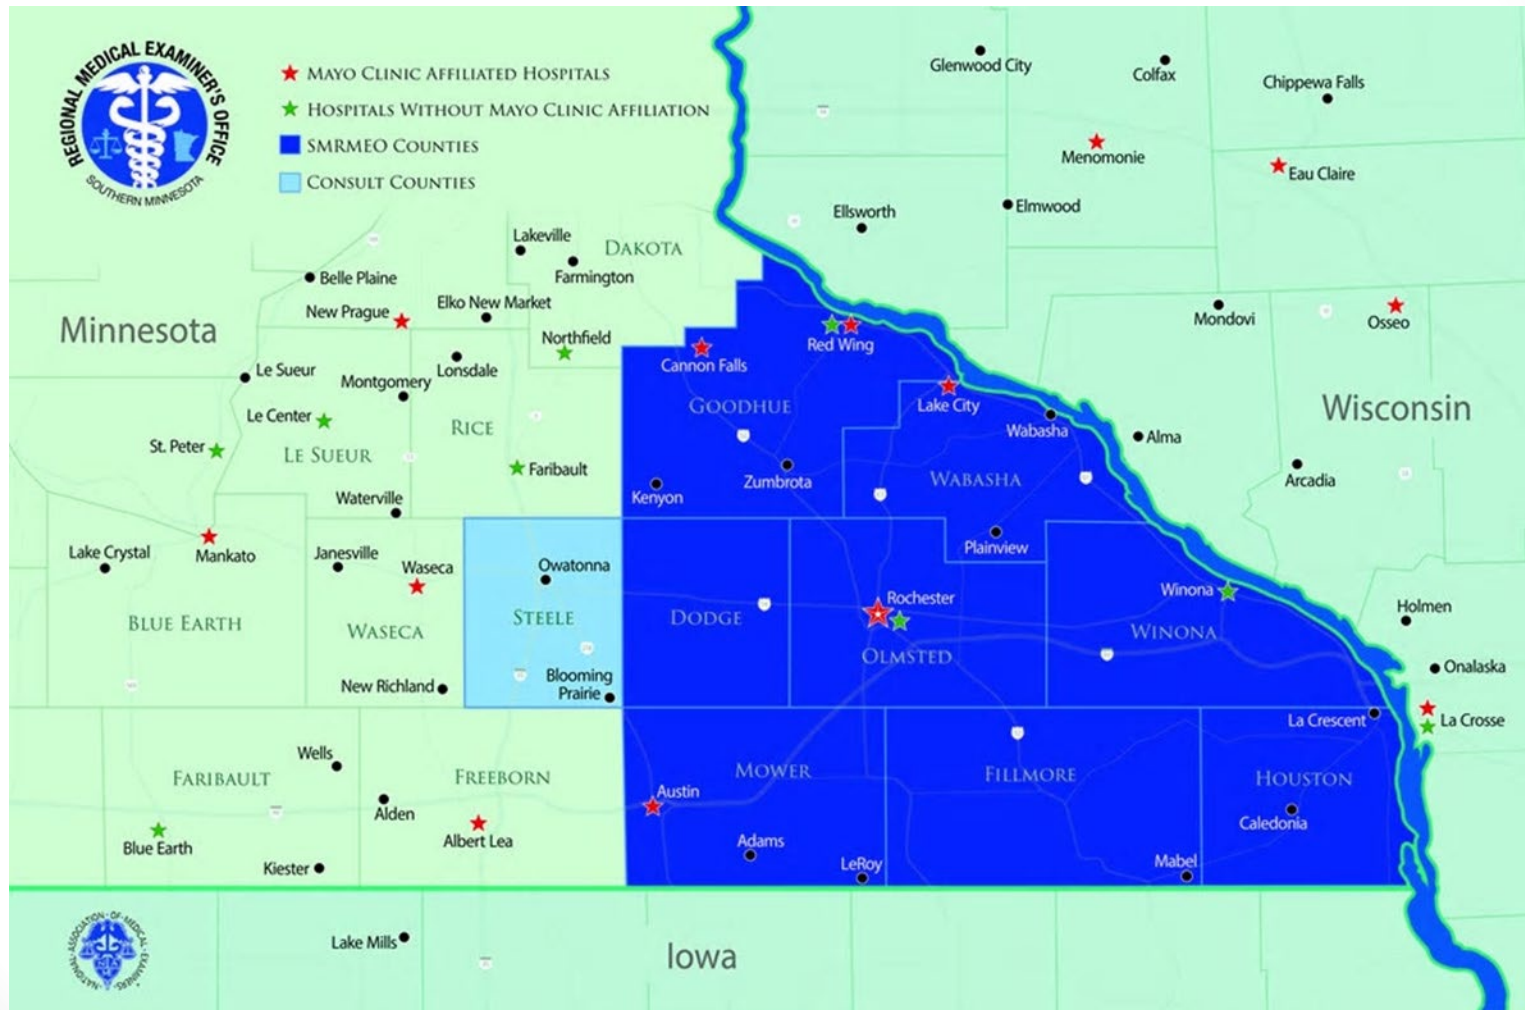 REGIONAL MEDICAL EXAMINER'S OFFICE
SOUTHERN MINNESOTA
MAYO CLINIC AFFILIATED HOSPITALS
HOSPITALS WITHOUT MAYO CLINIC AFFILIATION
SMRMEO COUNTIES
CONSULT COUNTIES
Glenwood City
Colfax
Chippewa Falls
Menomonie
Eau Claire
Ellsworth
Elmwood
Lakeville
DAKOTA
Farmington
Belle Plaine
New Prague
Elko New Market
Minnesota
Northfield
Red Wing
Mondovi
Osseo
Cannon Falls
Le Sueur
Montgomery
Lonsdale
GOODHUE
Lake City
Wisconsin
Le Center
RICE
Wabasha
Alma
St. Peter
LE SUEUR
Faribault
Zumbrota
WABASHA
Arcadia
Kenyon
Waterville
Lake Crystal
Mankato
Janesville
Waseca
Owatonna
Plainview
Rochester
Winona
Holmen
BLUE EARTH
WASECA
STEELE
DODGE
OLMSTED
WINONA
New Richland
Blooming
Prairie
Onalaska
La Crescent
La Crosse
Wells
FARIBAULT
FREEBORN
MOWER
FILLMORE
HOUSTON
Alden
Austin
Caledonia
Blue Earth
Albert Lea
Adams
Kiester
LeRoy
Mabel
NATIONAL ASSOCIATION OF MEDICAL EXAMINERS
Lake Mills
Iowa